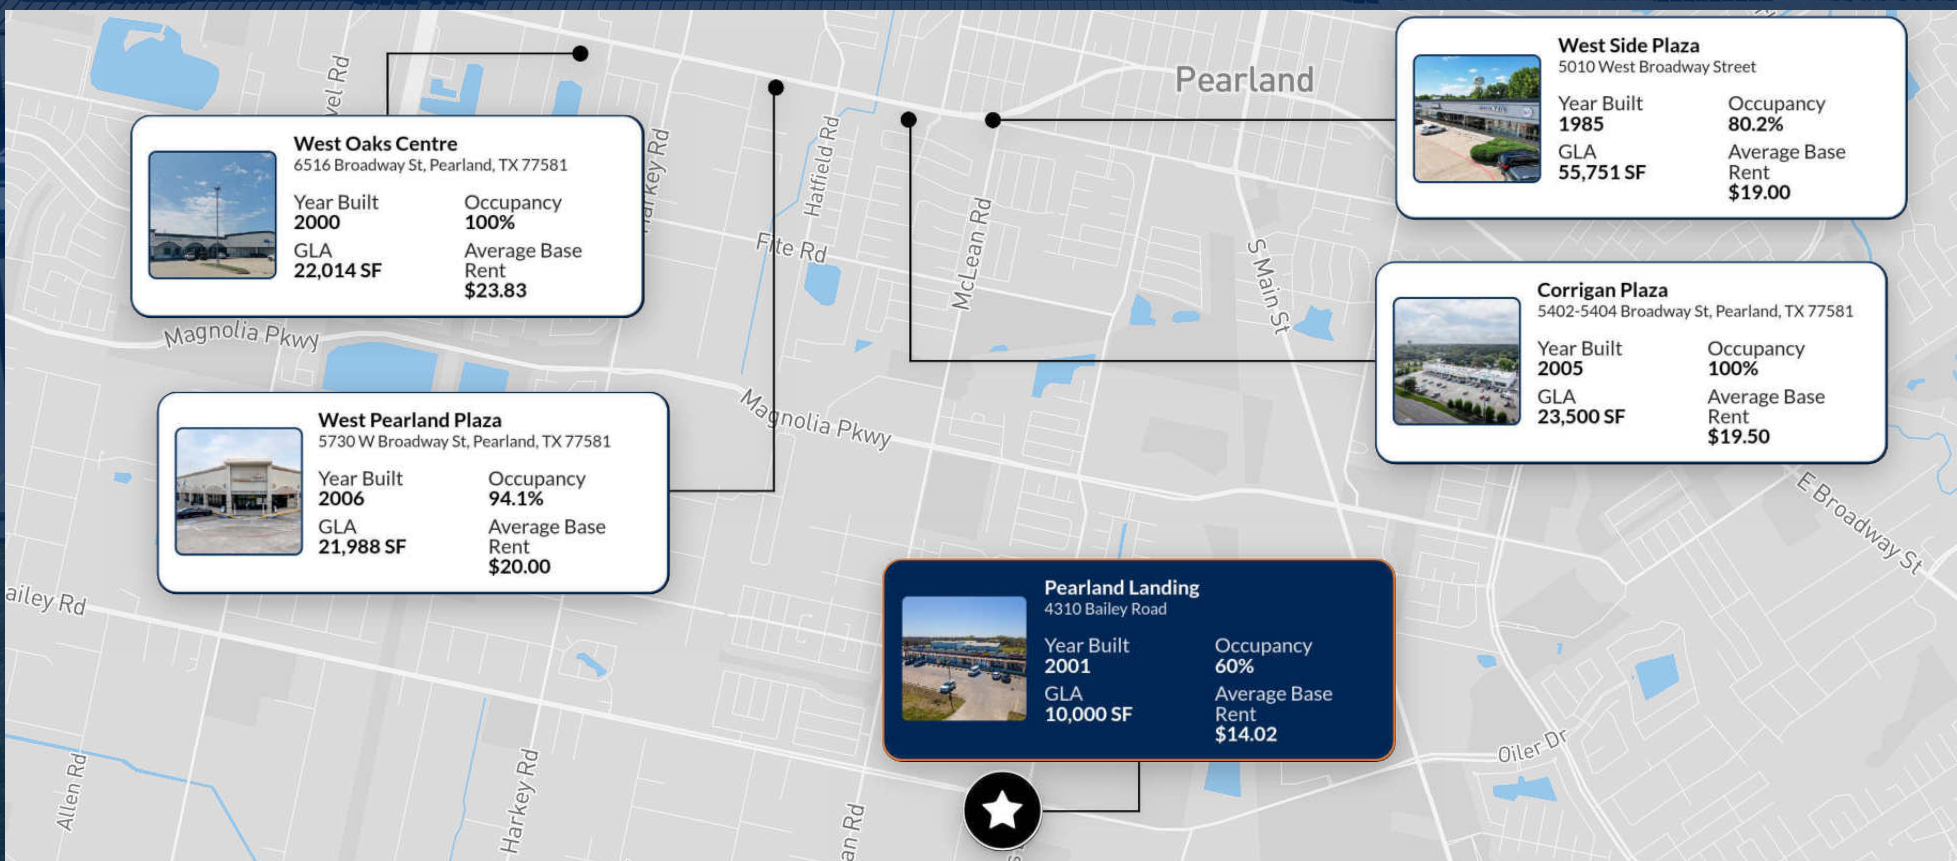 Pearland
West Oaks Centre
6516 Broadway St, Pearland, TX 77581
Year Built
2000
Occupancy
100%
GLA
22,014 SF
Average Base
Rent
$23.83
West Side Plaza
5010 West Broadway Street
Year Built
1985
Occupancy
80.2%
GLA
55,751 SF
Average Base
Rent
$19.00
Corrigan Plaza
5402-5404 Broadway St, Pearland, TX 77581
Year Built
2005
Occupancy
100%
GLA
23,500 SF
Average Base
Rent
$19.50
West Pearland Plaza
5730 W Broadway St, Pearland, TX 77581
Year Built
2006
Occupancy
94.1%
GLA
21,988 SF
Average Base
Rent
$20.00
Pearland Landing
4310 Bailey Road
Year Built
2001
Occupancy
60%
GLA
10,000 SF
Average Base
Rent
$14.02
vel Rd
Harkey Rd
Hatfield Rd
Fite Rd
McLean Rd
S Main St
Magnolia Pkwy
Magnolia Pkwy
E Broadway St
ailey Rd
Allen Rd
Harkey Rd
an Rd
Oiler Dr